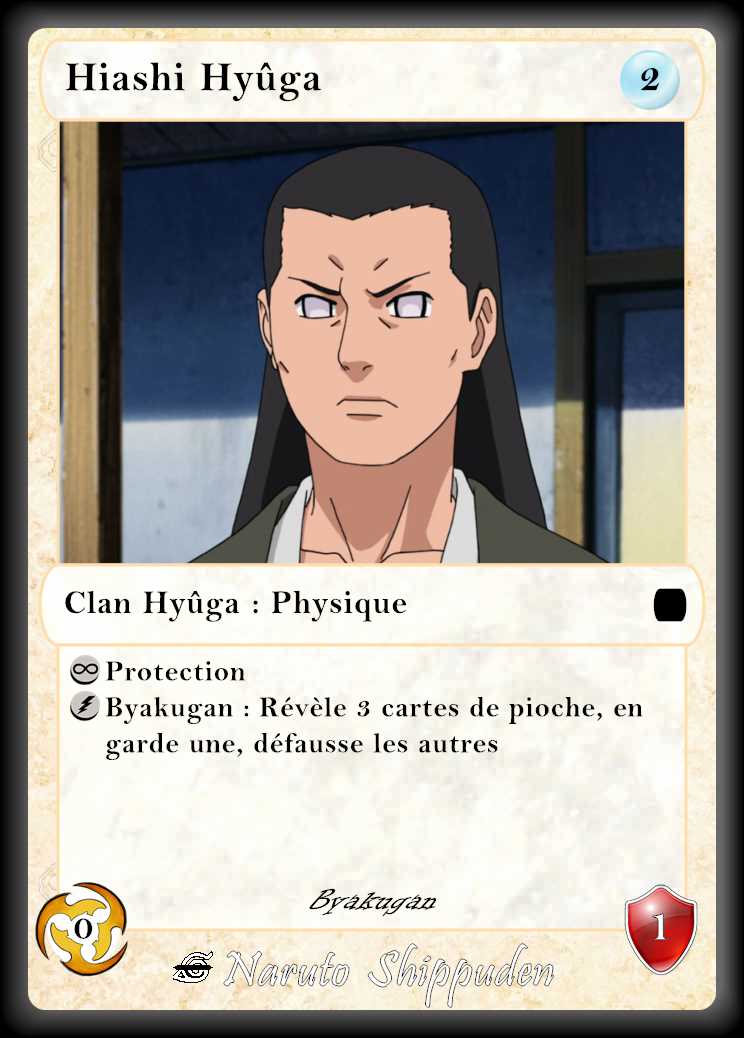 Hiashi Hyûga
2
Clan Hyûga : Physique
Protection
Byakugan : Révèle 3 cartes de pioche, en
garde une, défausse les autres
Byakugan
0
1
Naruto Shippuden